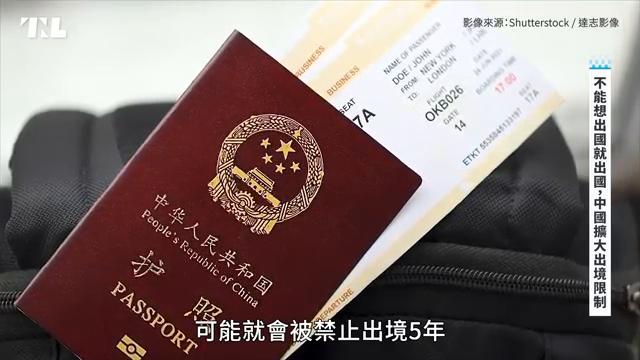 TNL
影像來源：Shutterstock / 達志影像
不能想出國就出國，中國擴大出境限制
中华人民共和国
People's Republic of China
护照
PASSPORT
BUSINESS
BUSINESS
SEAT
17A
NAME OF PASSENGER
DOE / JOHN
FROM: NEW YORK
TO: LONDON
FLIGHT
OKB026
GATE
14
BOARDING TIME
17:00
SEAT
17A
DEPARTURE
可能就會被禁止出境5年